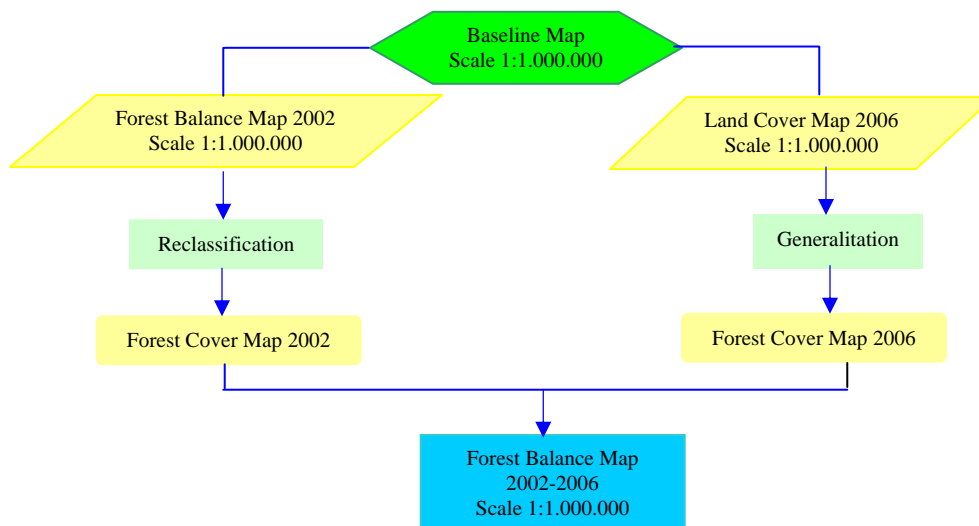 Baseline Map
Scale 1:1.000.000
Forest Balance Map 2002
Scale 1:1.000.000
Land Cover Map 2006
Scale 1:1.000.000
Reclassification
Generalitation
Forest Cover Map 2002
Forest Cover Map 2006
Forest Balance Map
2002-2006
Scale 1:1.000.000